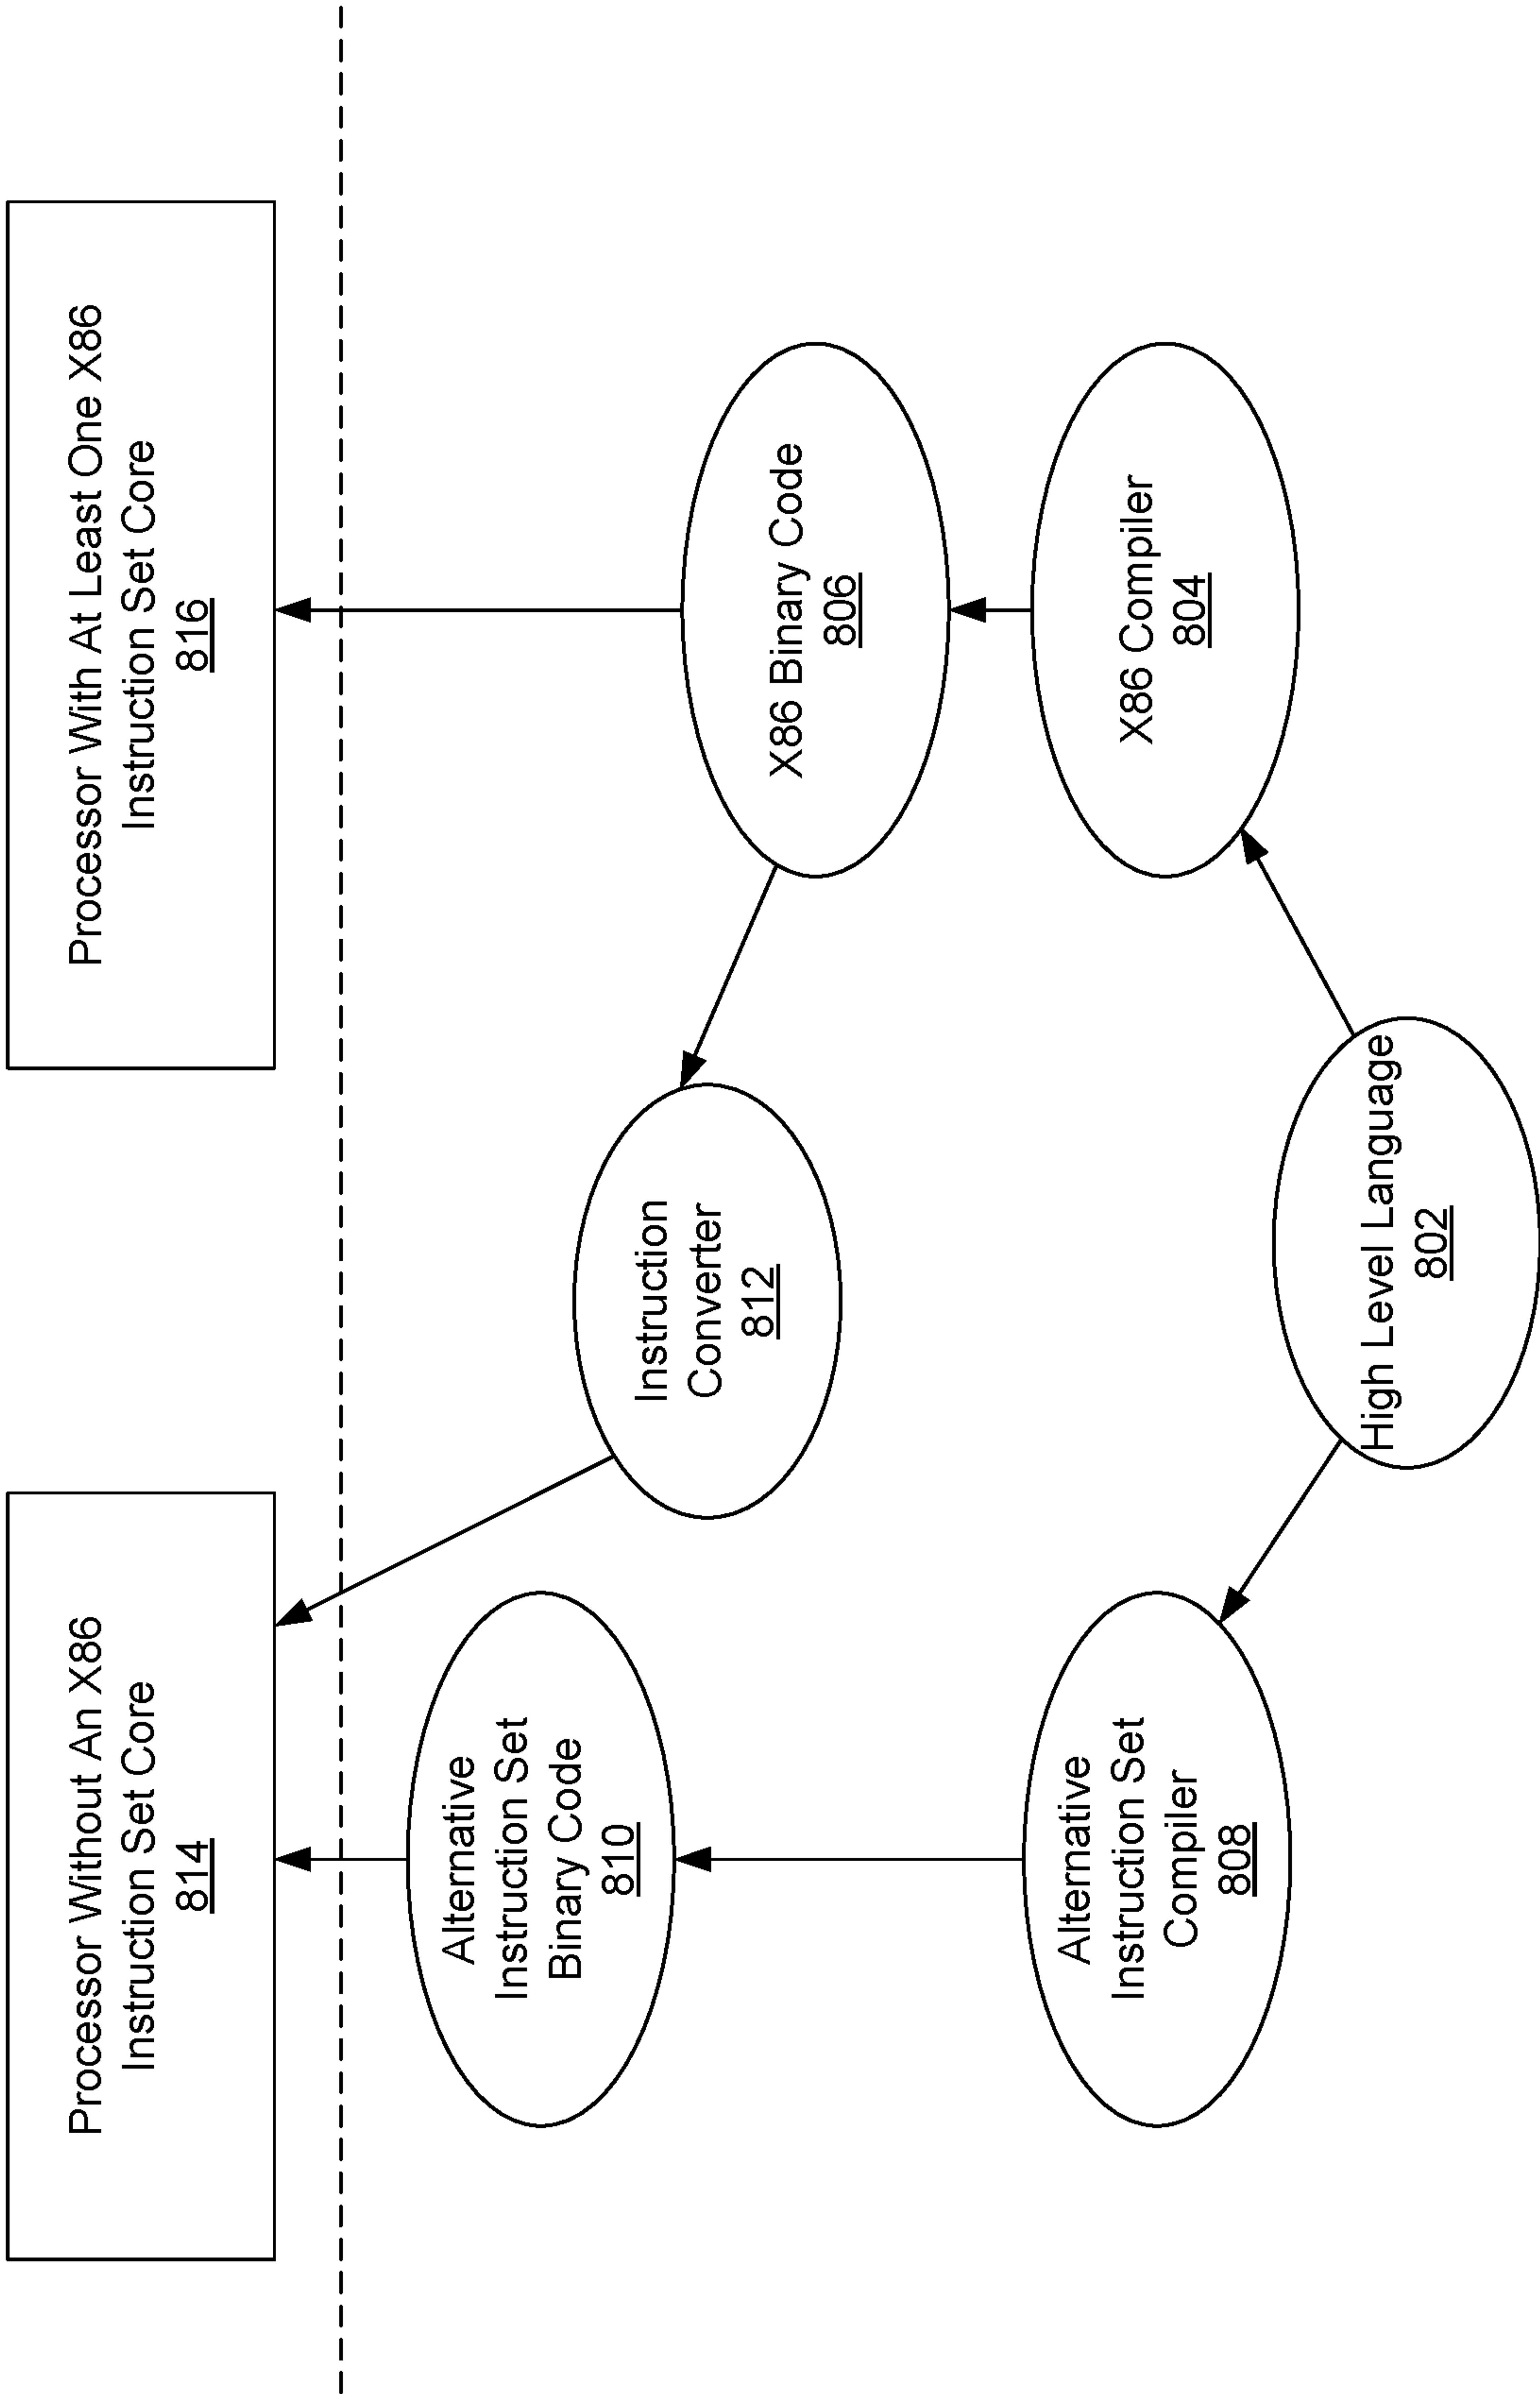 Processor Without An X86
Instruction Set Core
814
Processor With At Least One X86
Instruction Set Core
816
Alternative
Instruction Set
Binary Code
810
Instruction
Converter
812
X86 Binary Code
806
Alternative
Instruction Set
Compiler
808
X86 Compiler
804
High Level Language
802